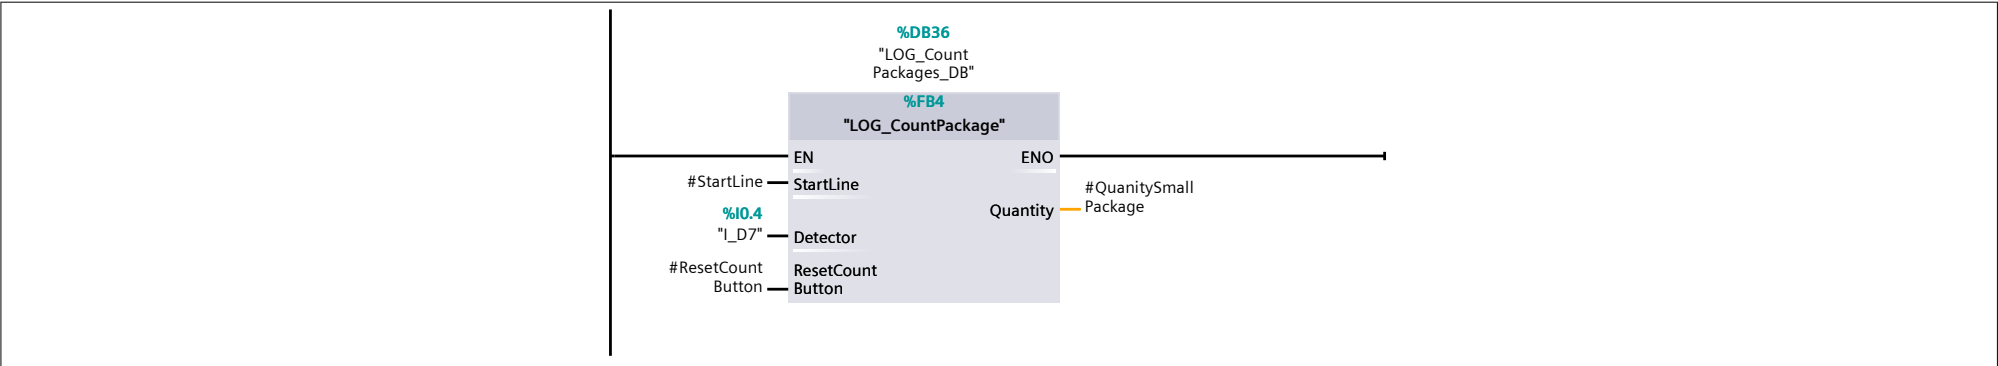 %DB36
"LOG_Count
Packages_DB"
%FB4
"LOG_CountPackage"
EN
ENO
#StartLine
StartLine
#QuanitySmall
Package
Quantity
%I0.4
"I_D7"
Detector
#ResetCount
Button
ResetCount
Button